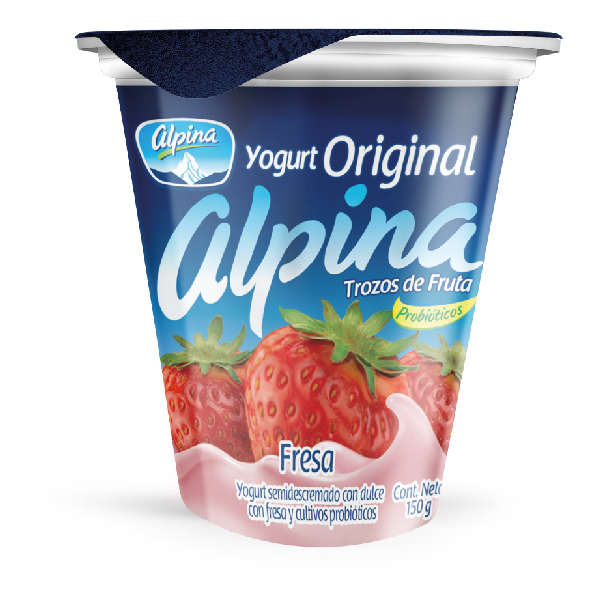 alpina
Yogurt Original
alpina
Trozos de Fruta
Probióticos
Fresa
Yogurt semidescremado con dulce
con fresa y cultivos probióticos
Cont. Neto
150 g